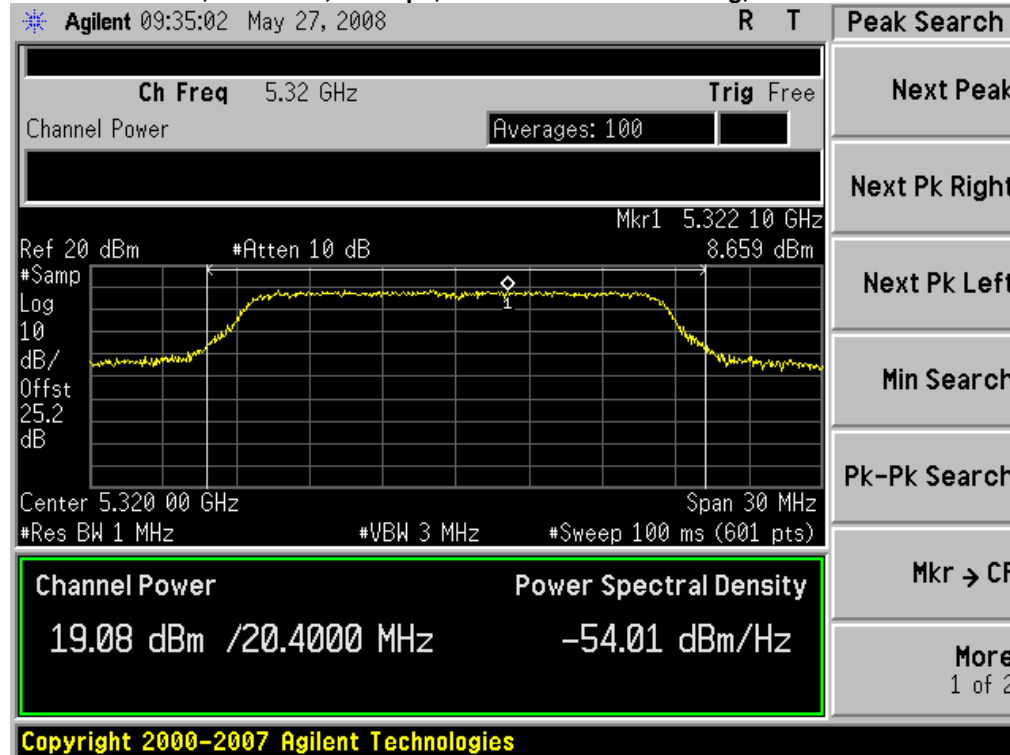 Agilent 09:35:02 May 27, 2008 R T
Peak Search
Ch Freq 5.32 GHz Trig Free
Channel Power Averages: 100
Mkr1 5.322 10 GHz
Ref 20 dBm #Atten 10 dB 8.659 dBm
#Samp
Log
10
dB/
Offst
25.2
dB
1
Center 5.320 00 GHz Span 30 MHz
#Res BW 1 MHz #VBW 3 MHz #Sweep 100 ms (601 pts)
Channel Power Power Spectral Density
19.08 dBm /20.4000 MHz -54.01 dBm/Hz
Next Peak
Next Pk Right
Next Pk Left
Min Search
Pk-Pk Search
Mkr → CF
More
1 of 2
Copyright 2000-2007 Agilent Technologies